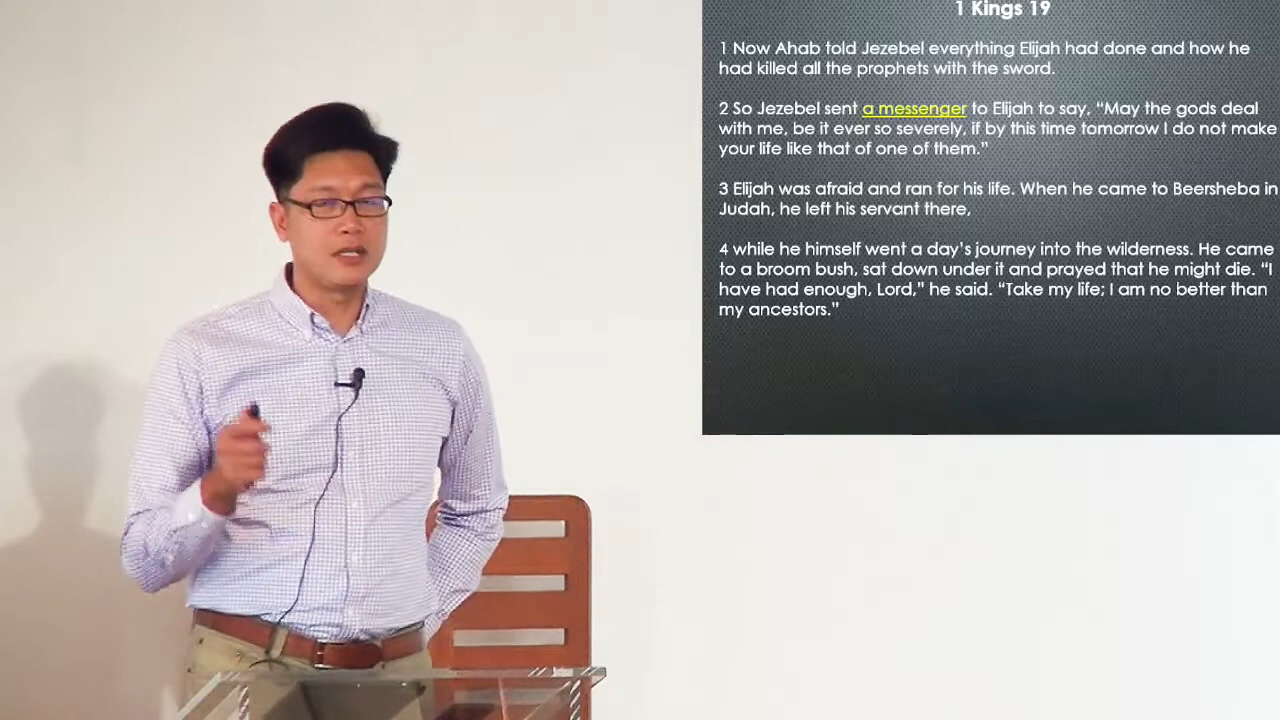 1 Kings 19
1 Now Ahab told Jezebel everything Elijah had done and how he
had killed all the prophets with the sword.
2 So Jezebel sent a messenger to Elijah to say, “May the gods deal
with me, be it ever so severely, if by this time tomorrow I do not make
your life like that of one of them.”
3 Elijah was afraid and ran for his life. When he came to Beersheba in
Judah, he left his servant there,
4 while he himself went a day’s journey into the wilderness. He came
to a broom bush, sat down under it and prayed that he might die. “I
have had enough, Lord,” he said. “Take my life; I am no better than
my ancestors.”